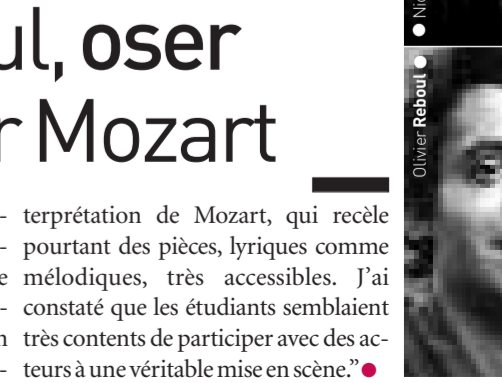 ul, oser
r Mozart
- terprétation de Mozart, qui recèle
- pourtant des pièces, lyriques comme
e mélodiques, très accessibles. J’ai
- constaté que les étudiants semblaient
n très contents de participer avec des ac-
- teurs à une véritable mise en scène.” ●
● Nic
Olivier Reboul ●